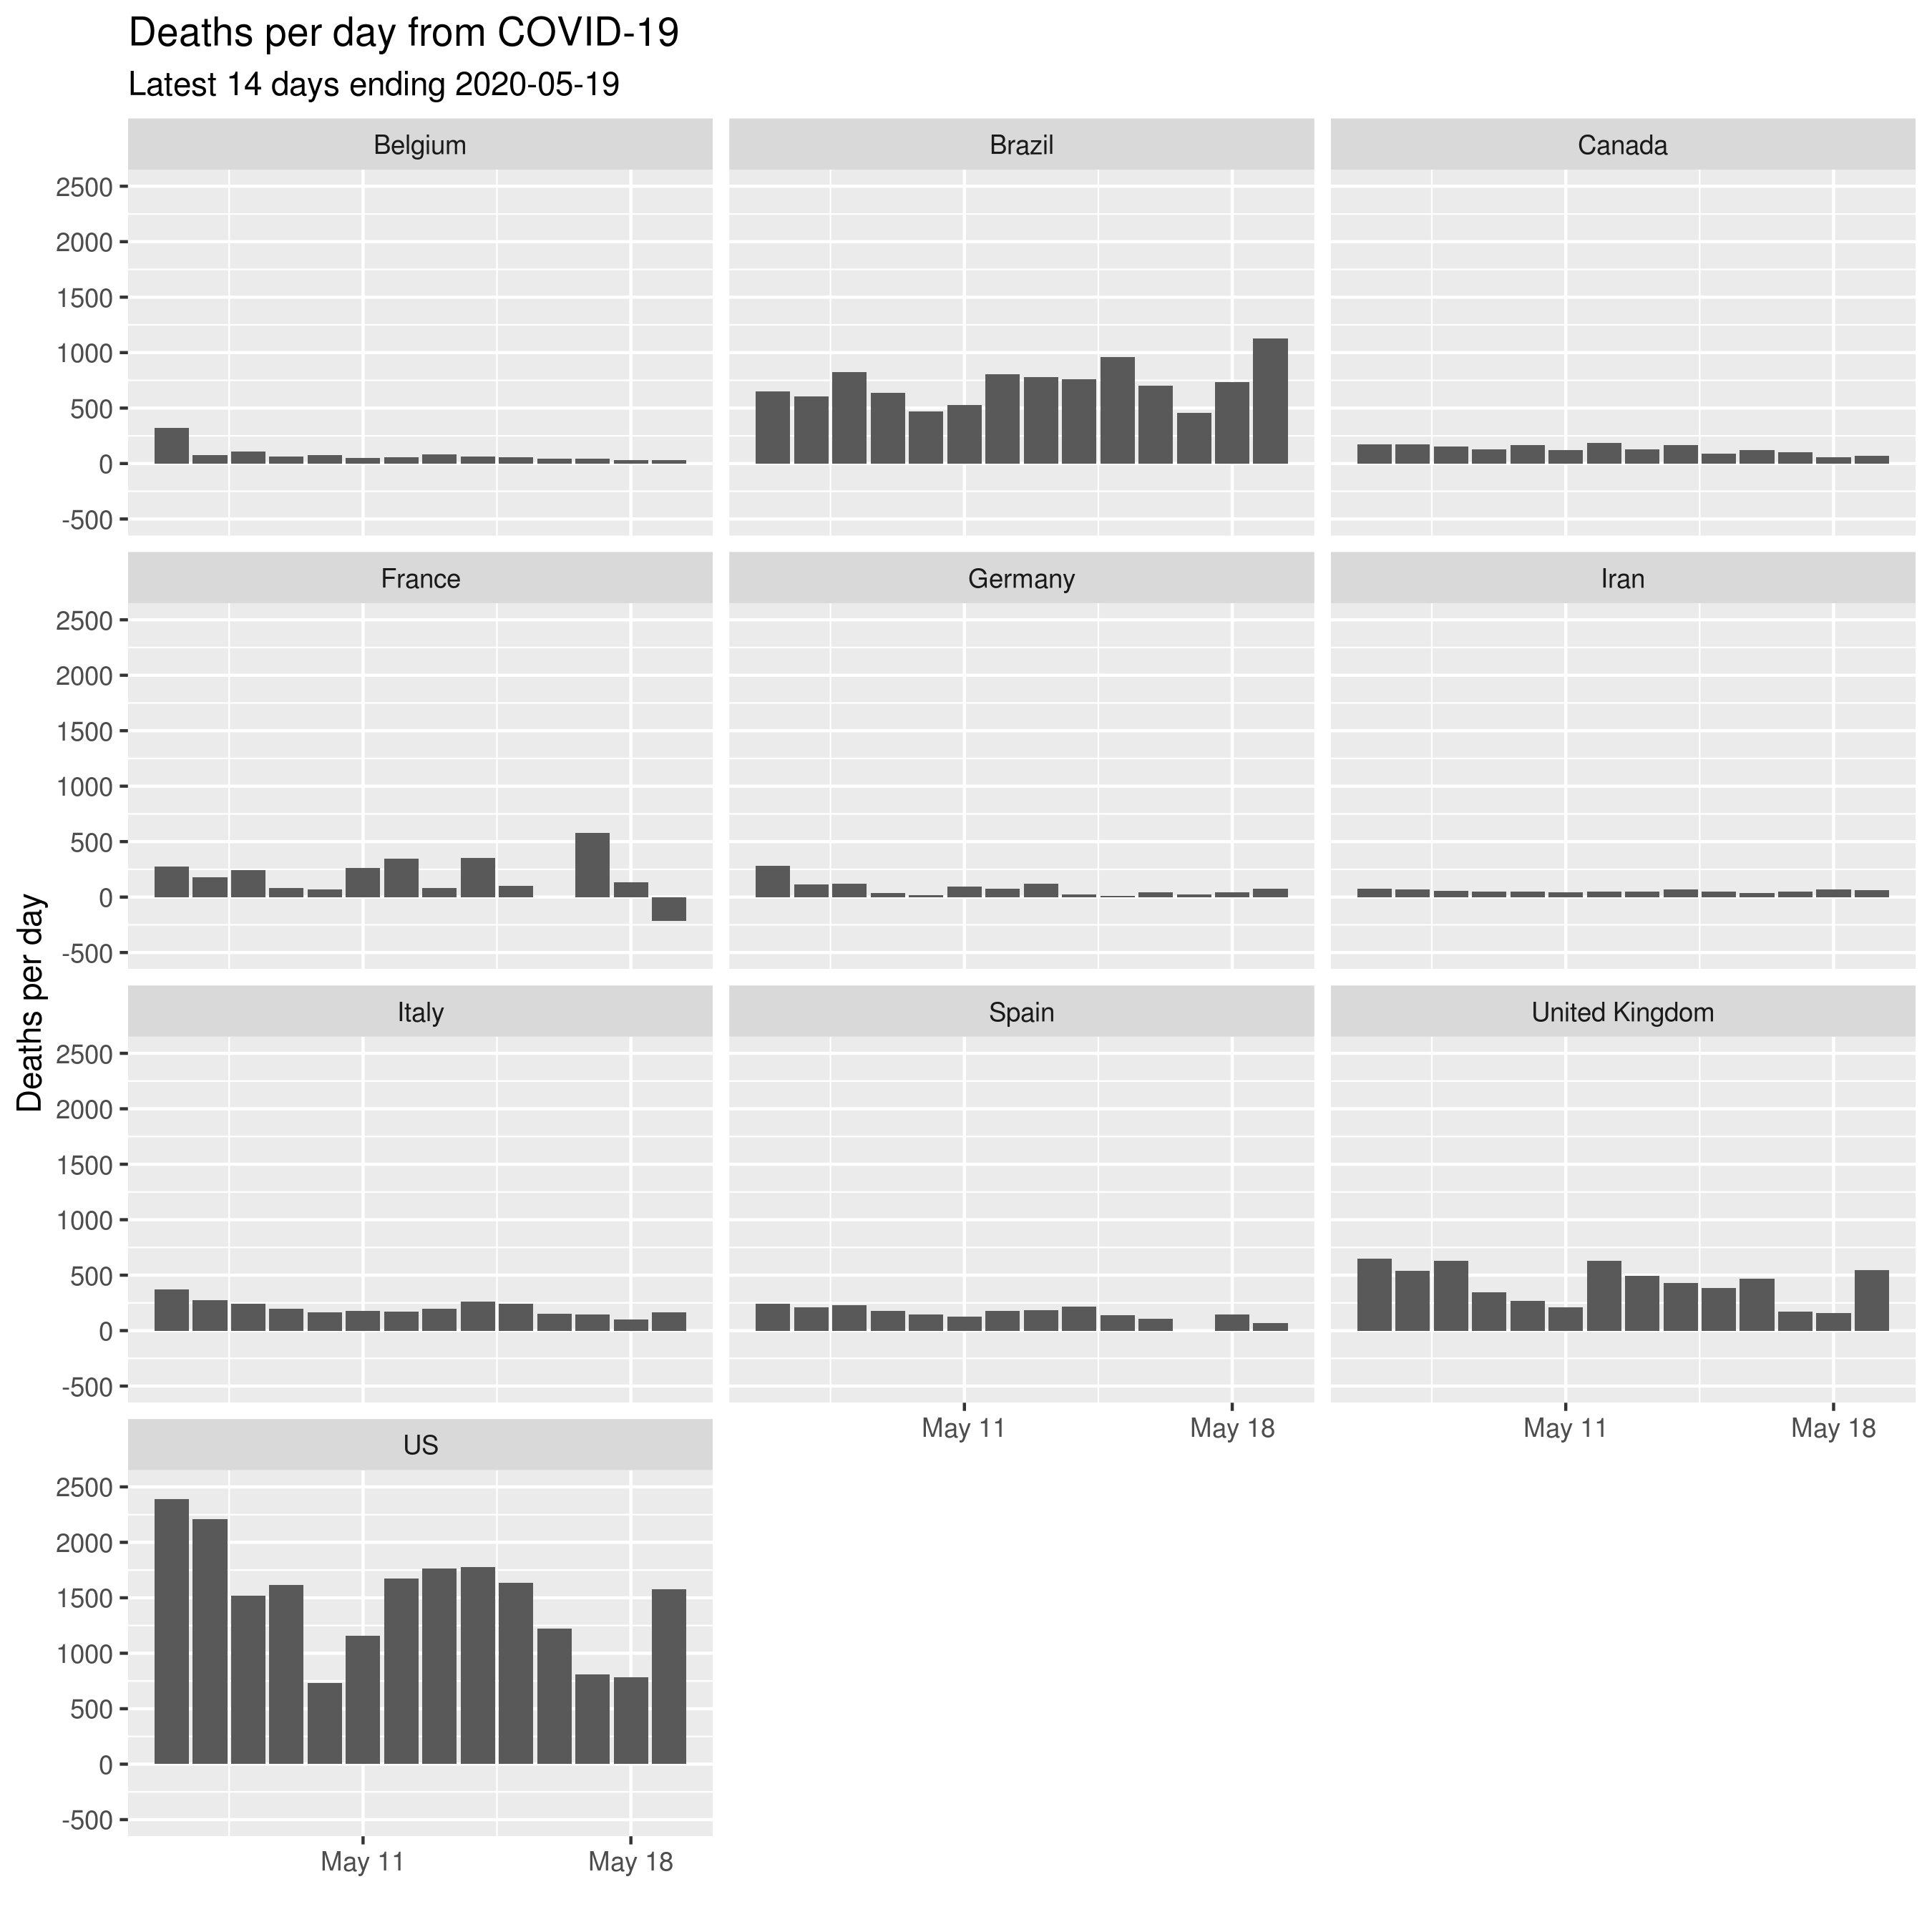 Deaths per day from COVID-19
Latest 14 days ending 2020-05-19
Deaths per day
Belgium
Brazil
Canada
2500
2000
1500
1000
500
0
-500
France
Germany
Iran
2500
2000
1500
1000
500
0
-500
Italy
Spain
United Kingdom
2500
2000
1500
1000
500
0
-500
May 11
May 18
May 11
May 18
US
2500
2000
1500
1000
500
0
-500
May 11
May 18